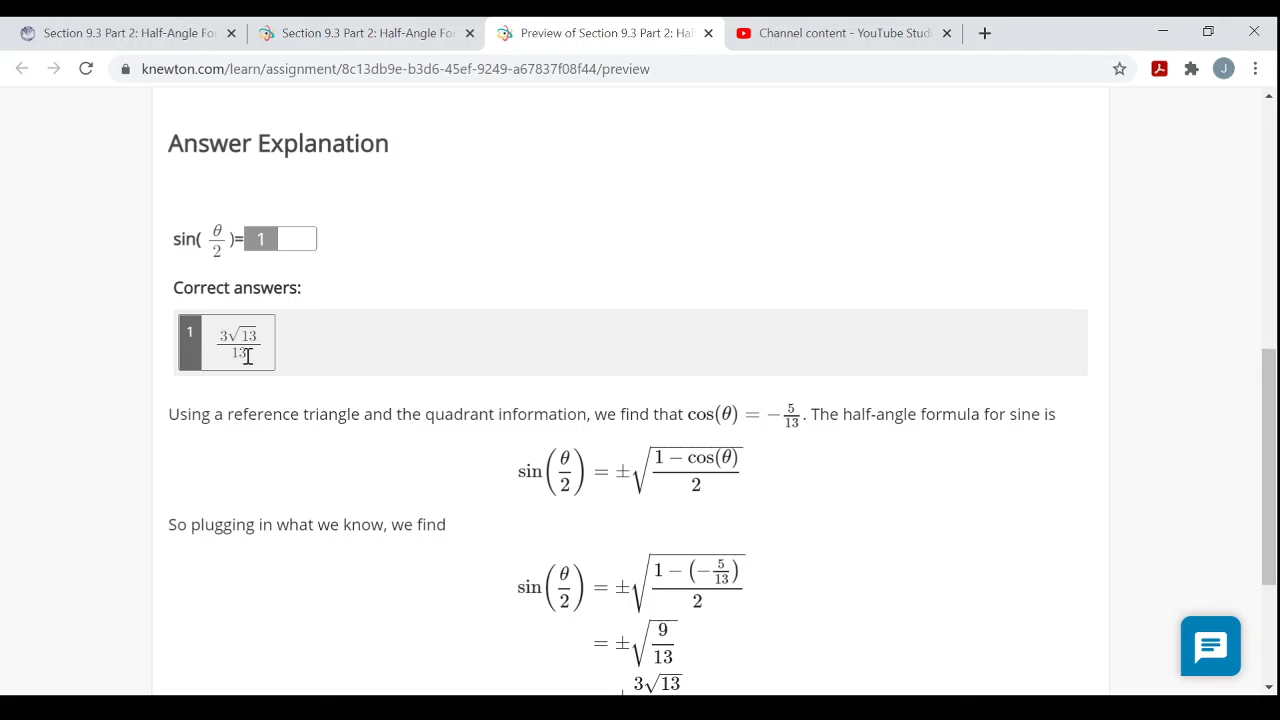 Section 9.3 Part 2: Half-Angle Fo
Section 9.3 Part 2: Half-Angle Fo
Preview of Section 9.3 Part 2: Hal
Channel content - YouTube Stud
knewton.com/learn/assignment/8c13db9e-b3d6-45ef-9249-a67837f08f44/preview
J
Answer Explanation
sin( θ/2 )= 1
Correct answers:
1 3√13/13
Using a reference triangle and the quadrant information, we find that cos(θ) = −5/13. The half-angle formula for sine is
sin(θ/2) = ±√((1 − cos(θ))/2)
So plugging in what we know, we find
sin(θ/2) = ±√((1 − (−5/13))/2)
= ±√(9/13)
3√13